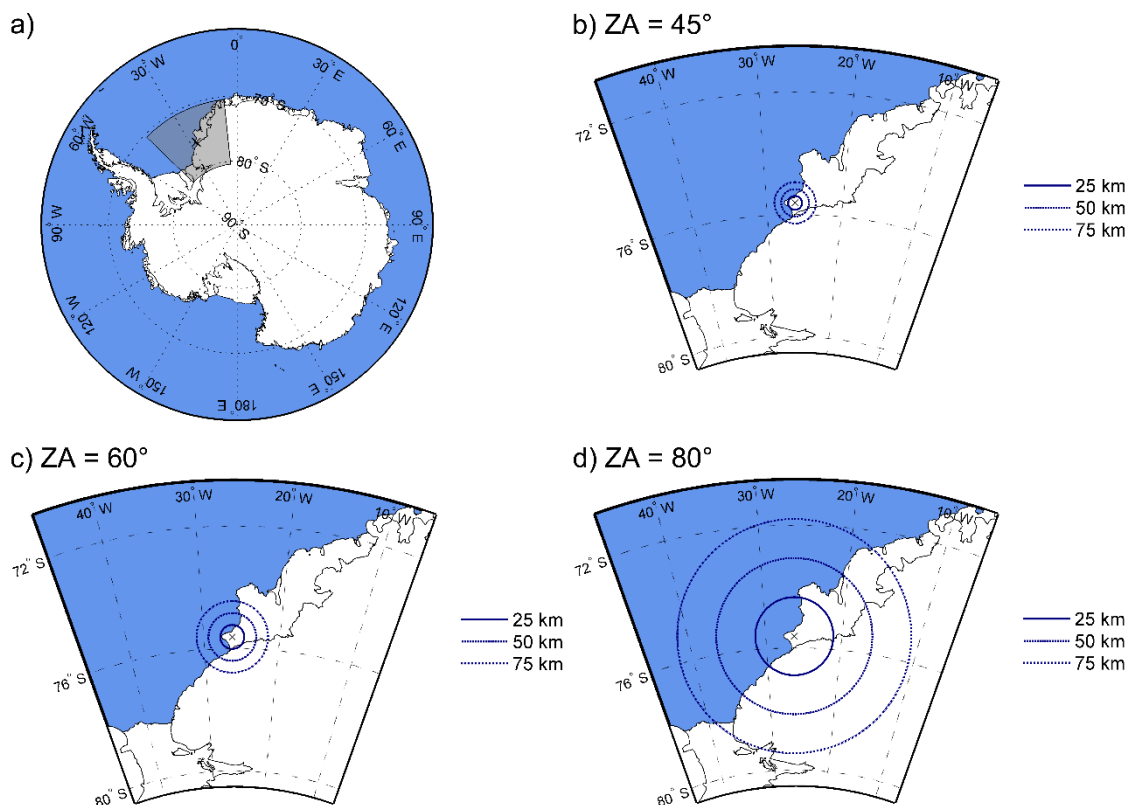 a)
0°
30° W
30° E
60° W
60° E
70° S
80° S
90° S
90° W
90° E
120° W
120° E
150° W
150° E
180° E
b) ZA = 45°
40° W
30° W
20° W
10° W
72° S
76° S
80° S
25 km
50 km
75 km
c) ZA = 60°
40° W
30° W
20° W
10° W
72° S
76° S
80° S
25 km
50 km
75 km
d) ZA = 80°
40° W
30° W
20° W
10° W
72° S
76° S
80° S
25 km
50 km
75 km